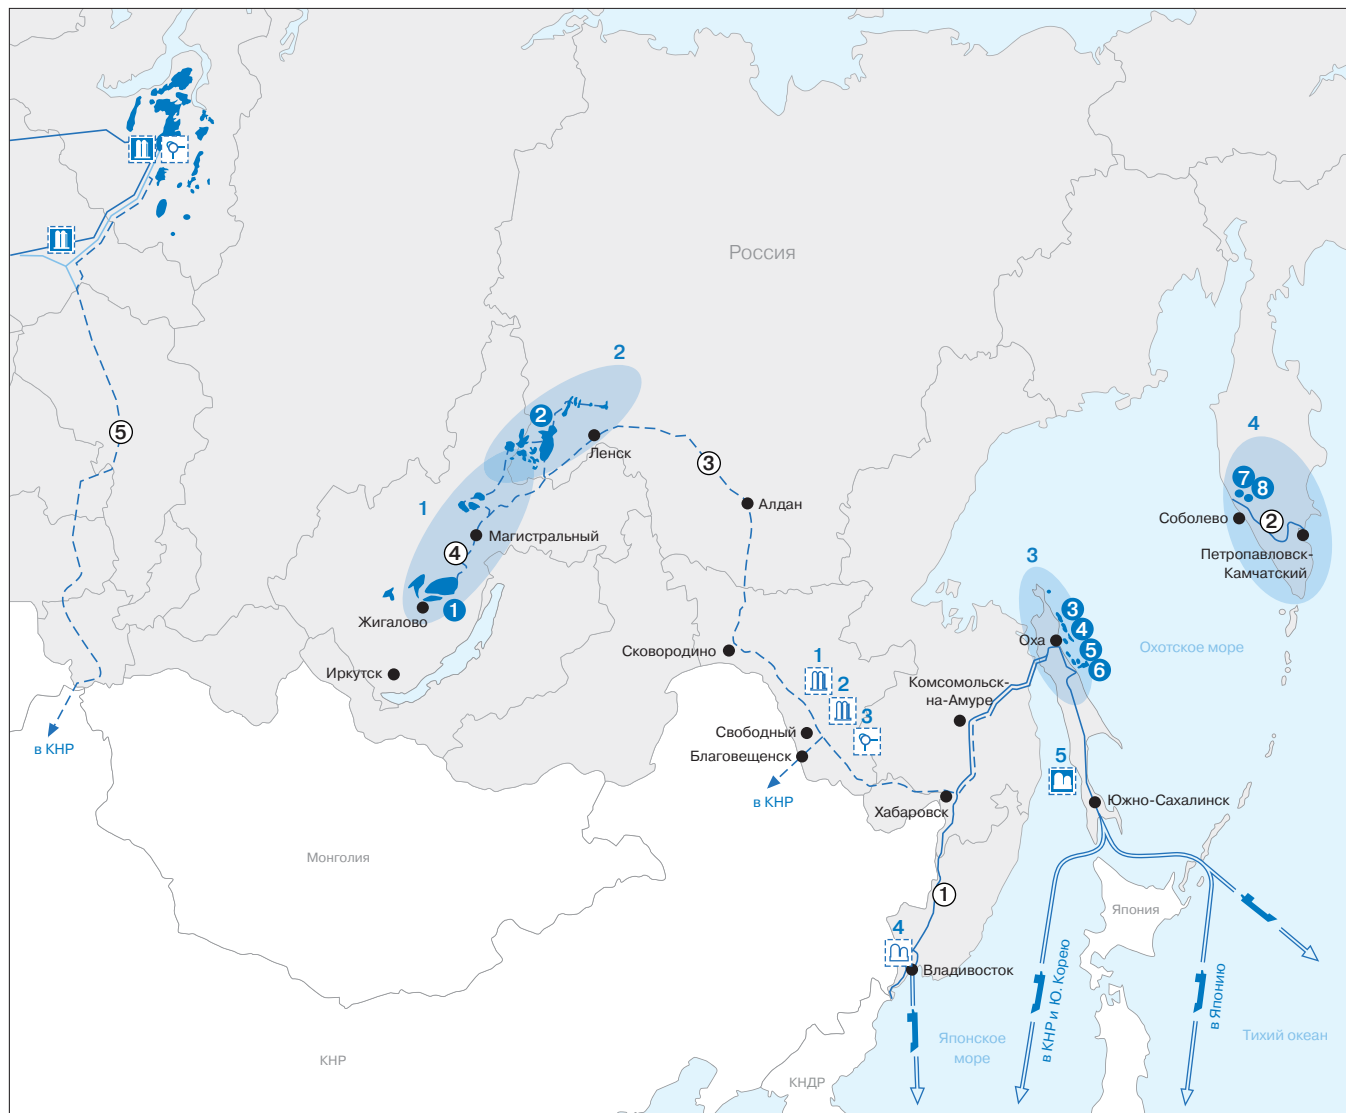 Россия
2
2
5
Ленск
3
4
1
Алдан
7
8
Соболево
2
Магистральный
Петропавловск-
Камчатский
4
3
1
3
Жигалово
4
Оха
Охотское море
Сковородино
5
1
6
Иркутск
2
Комсомольск-
на-Амуре
3
Свободный
в КНР
Благовещенск
5
в КНР
Хабаровск
Южно-Сахалинск
Монголия
1
Япония
4
Владивосток
в КНР и Ю. Корею
в Японию
Японское
море
Тихий океан
КНР
КНДР